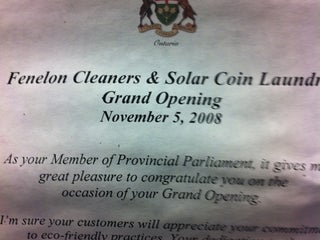 Ontario
Fenelon Cleaners & Solar Coin Laundr
Grand Opening
November 5, 2008
As your Member of Provincial Parliament, it gives m
great pleasure to congratulate you on the
occasion of your Grand Opening.
I'm sure your customers will appreciate your commitm
to eco-friendly practices. Your